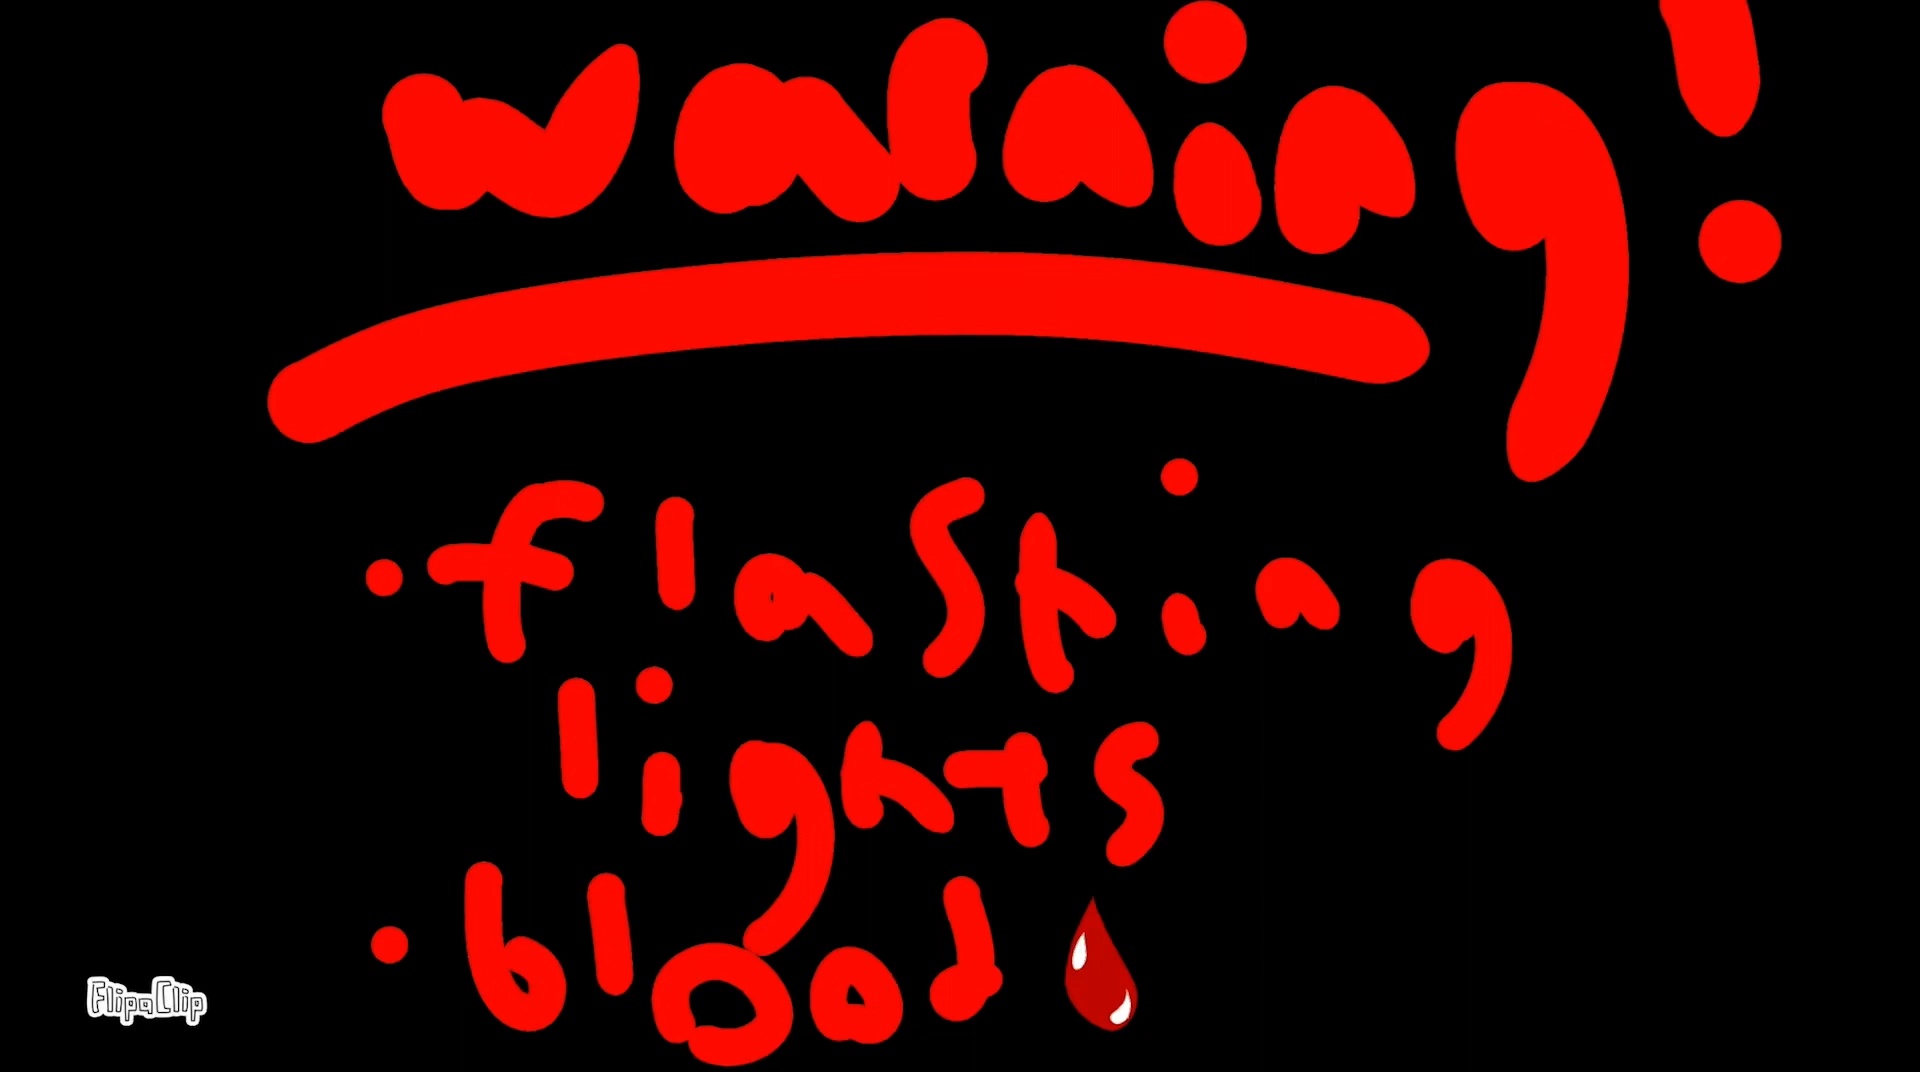 warning!
· flashing
lights
· blood
FlipaClip